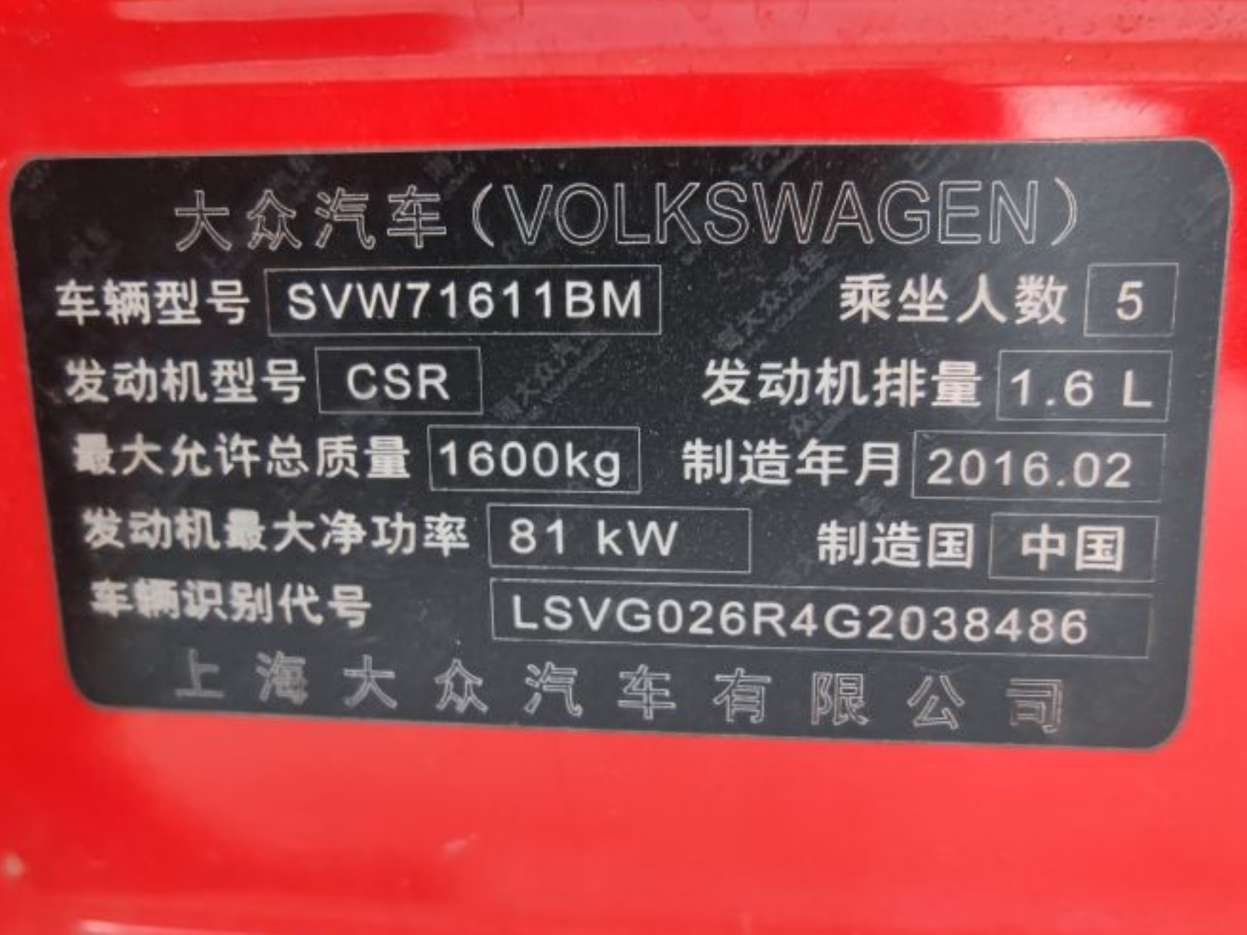 大众汽车(VOLKSWAGEN)
车辆型号 SVW71611BM 乘坐人数 5
发动机型号 CSR 发动机排量 1.6 L
最大允许总质量 1600kg 制造年月 2016.02
发动机最大净功率 81 kW 制造国 中国
车辆识别代号 LSVG026R4G2038486
上海大众汽车有限公司